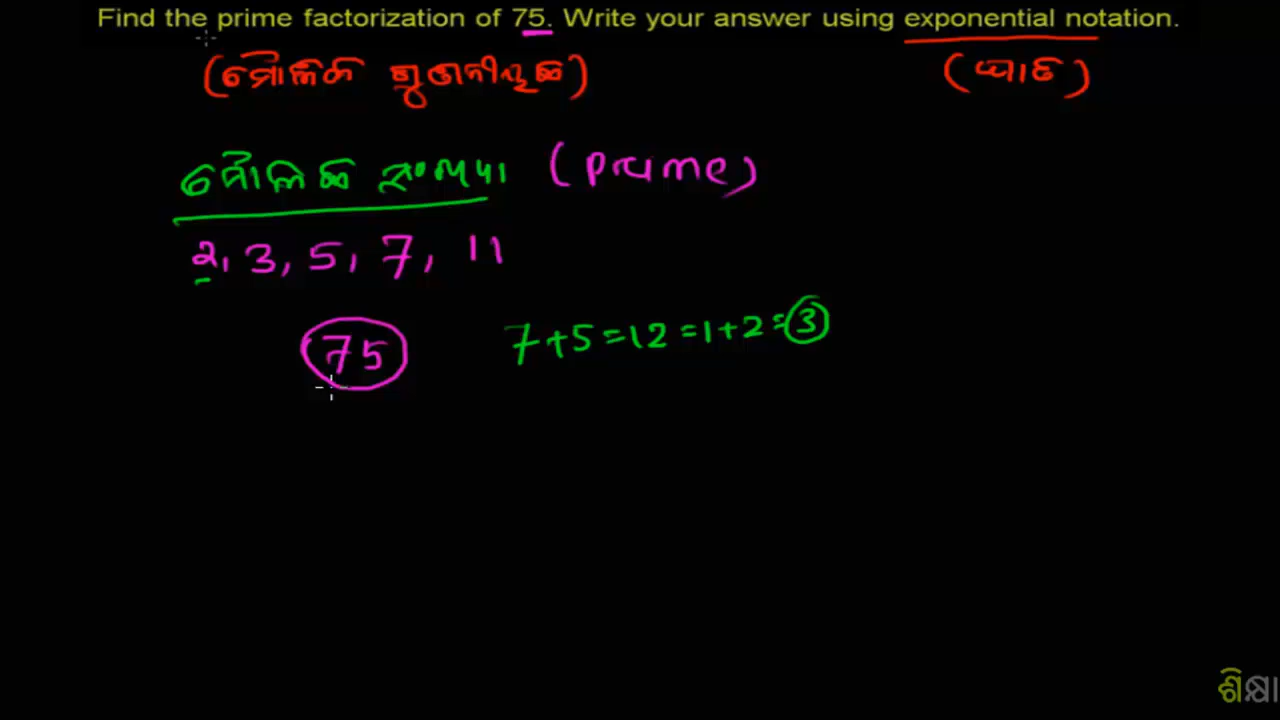 Find the prime factorization of 75. Write your answer using exponential notation.
(ମୌଳିକ ଗୁଣନୀୟକ) (ଘାତ)
ମୌଳିକ ସଂଖ୍ୟା (prime)
2, 3, 5, 7, 11
75 7+5=12=1+2=3
ଶିକ୍ଷା